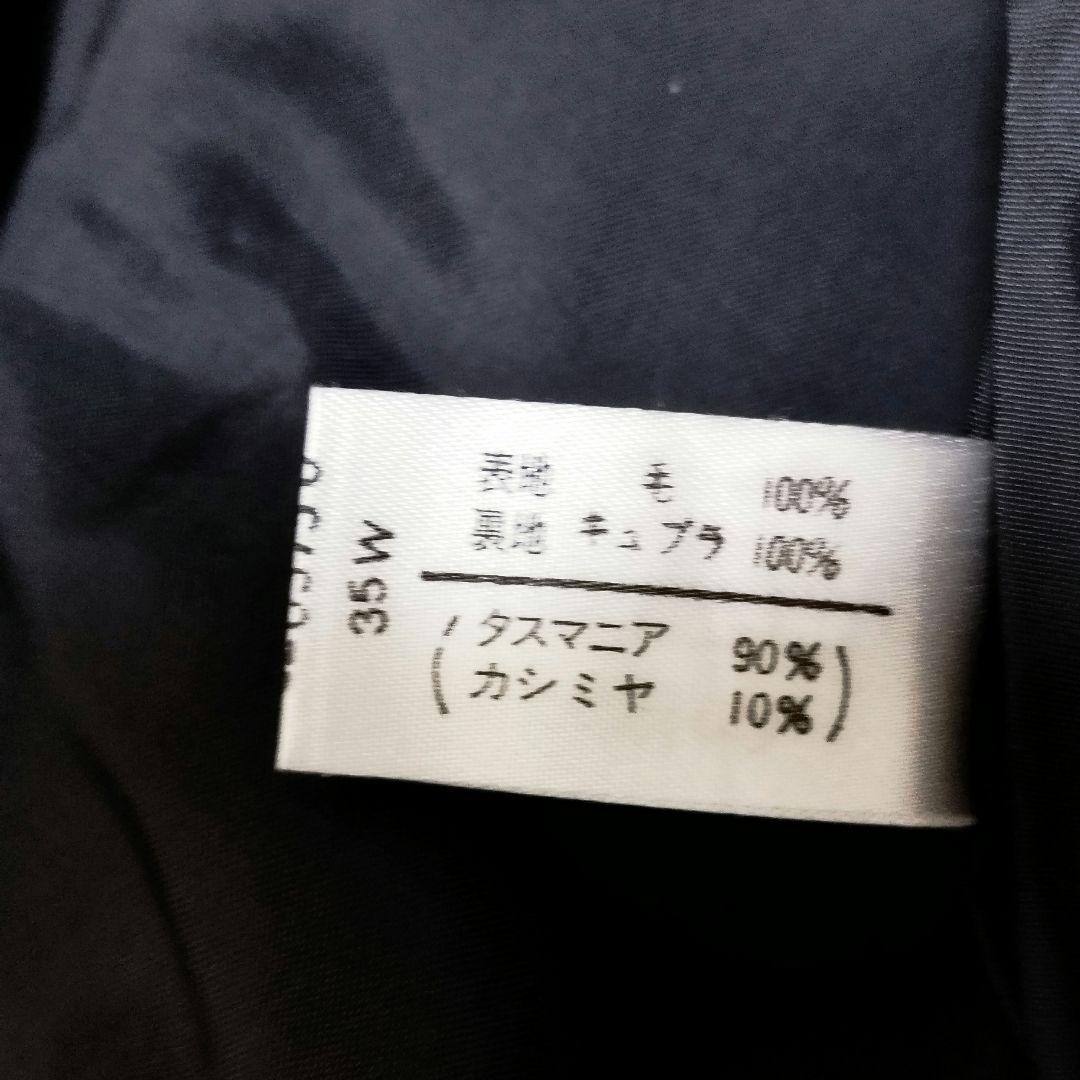 表地 毛 100%
裏地 キュプラ 100%
(タスマニア 90%)
(カシミヤ 10%)
35W